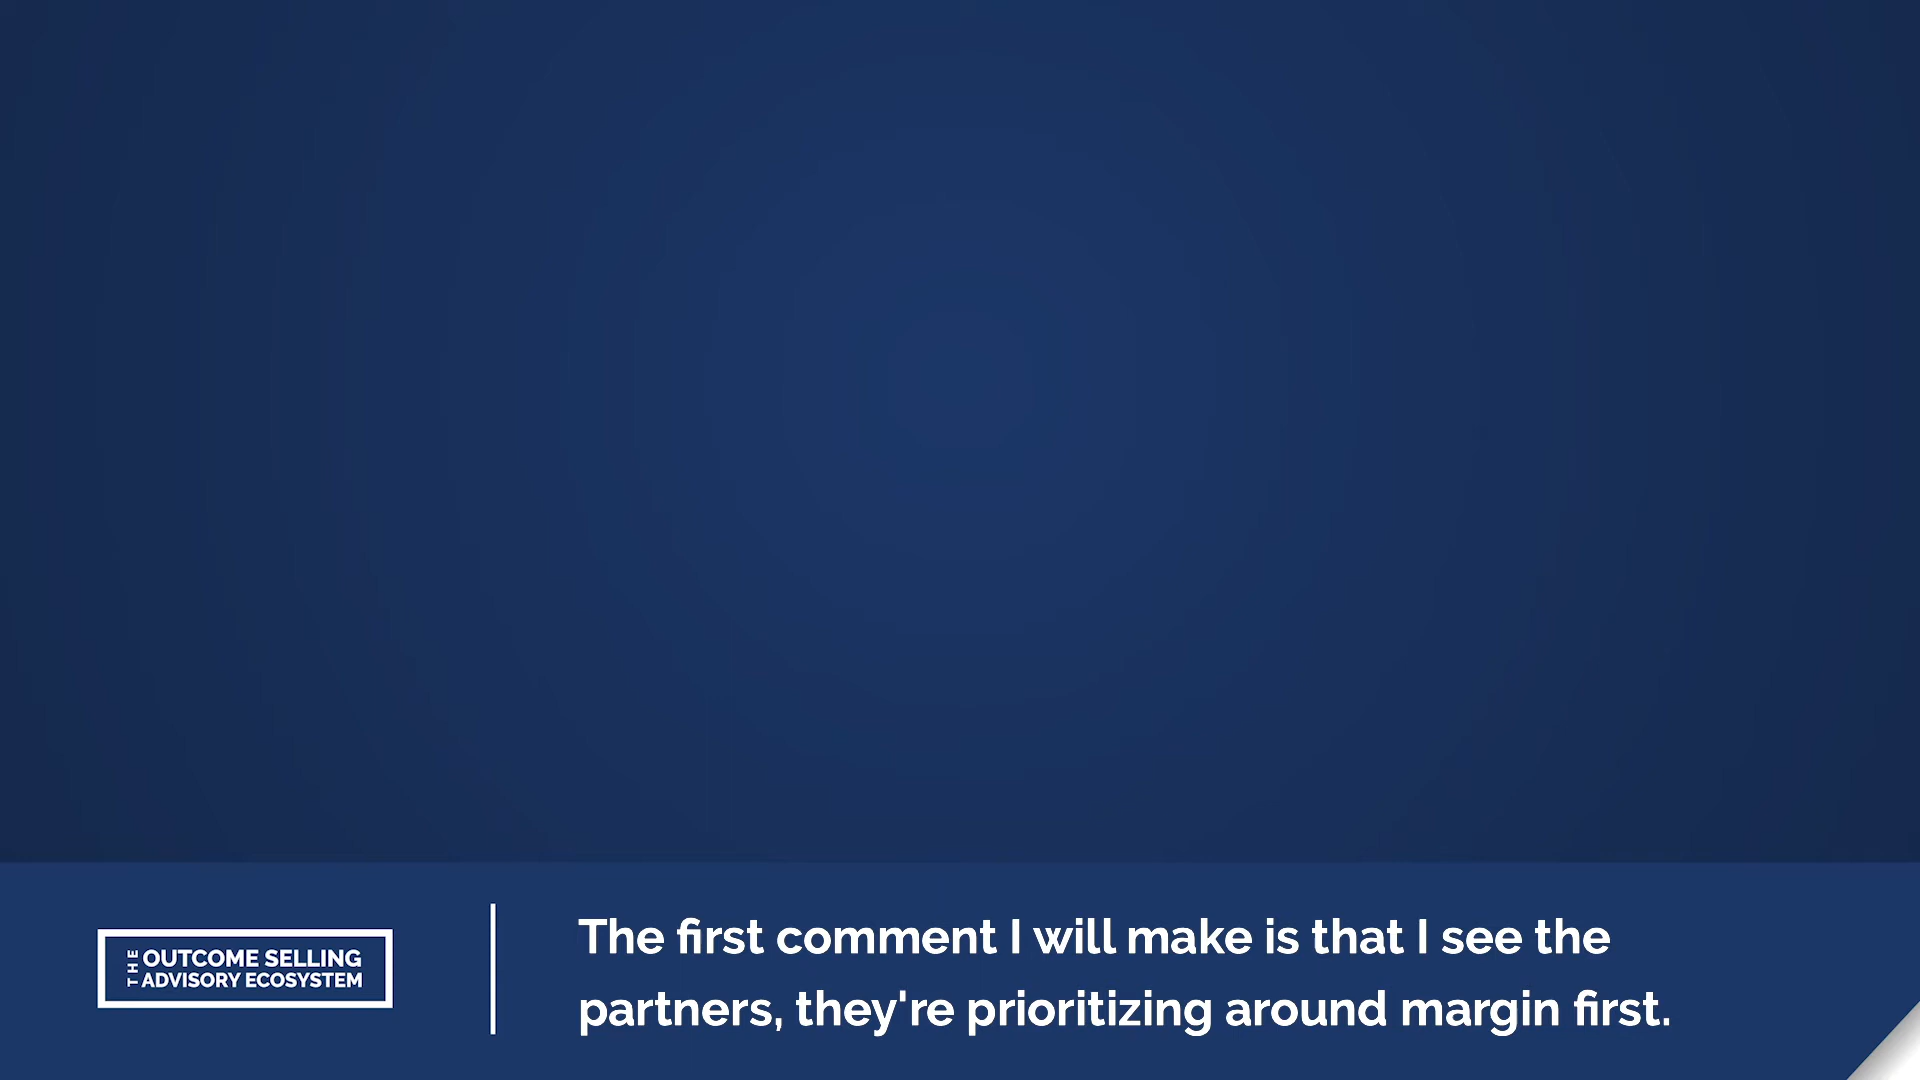 THE
OUTCOME SELLING
ADVISORY ECOSYSTEM
The first comment I will make is that I see the
partners, they're prioritizing around margin first.